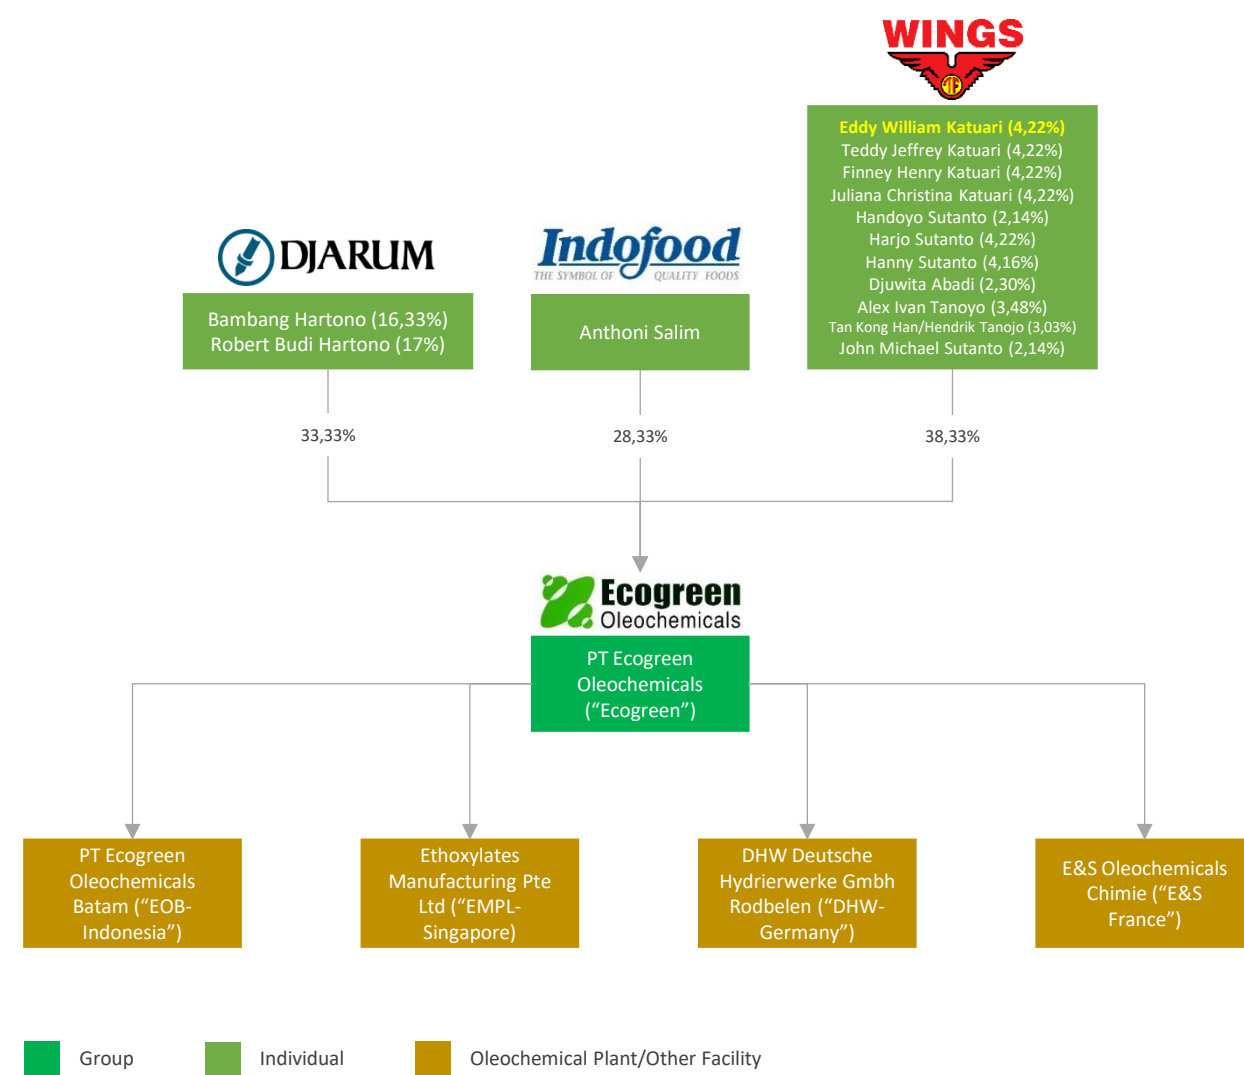 WINGS
Eddy William Katuari (4,22%)
Teddy Jeffrey Katuari (4,22%)
Finney Henry Katuari (4,22%)
Juliana Christina Katuari (4,22%)
Handoyo Sutanto (2,14%)
Harjo Sutanto (4,22%)
Hanny Sutanto (4,16%)
Djuwita Abadi (2,30%)
Alex Ivan Tanoyo (3,48%)
Tan Kong Han/Hendrik Tanojo (3,03%)
John Michael Sutanto (2,14%)
DJARUM
Bambang Hartono (16,33%)
Robert Budi Hartono (17%)
Indofood
THE SYMBOL OF QUALITY FOODS
Anthoni Salim
33,33%
28,33%
38,33%
Ecogreen
Oleochemicals
PT Ecogreen
Oleochemicals
(“Ecogreen”)
PT Ecogreen
Oleochemicals
Batam (“EOB-
Indonesia”)
Ethoxylates
Manufacturing Pte
Ltd (“EMPL-
Singapore)
DHW Deutsche
Hydrierwerke Gmbh
Rodbelen (“DHW-
Germany”)
E&S Oleochemicals
Chimie (“E&S
France”)
Group
Individual
Oleochemical Plant/Other Facility